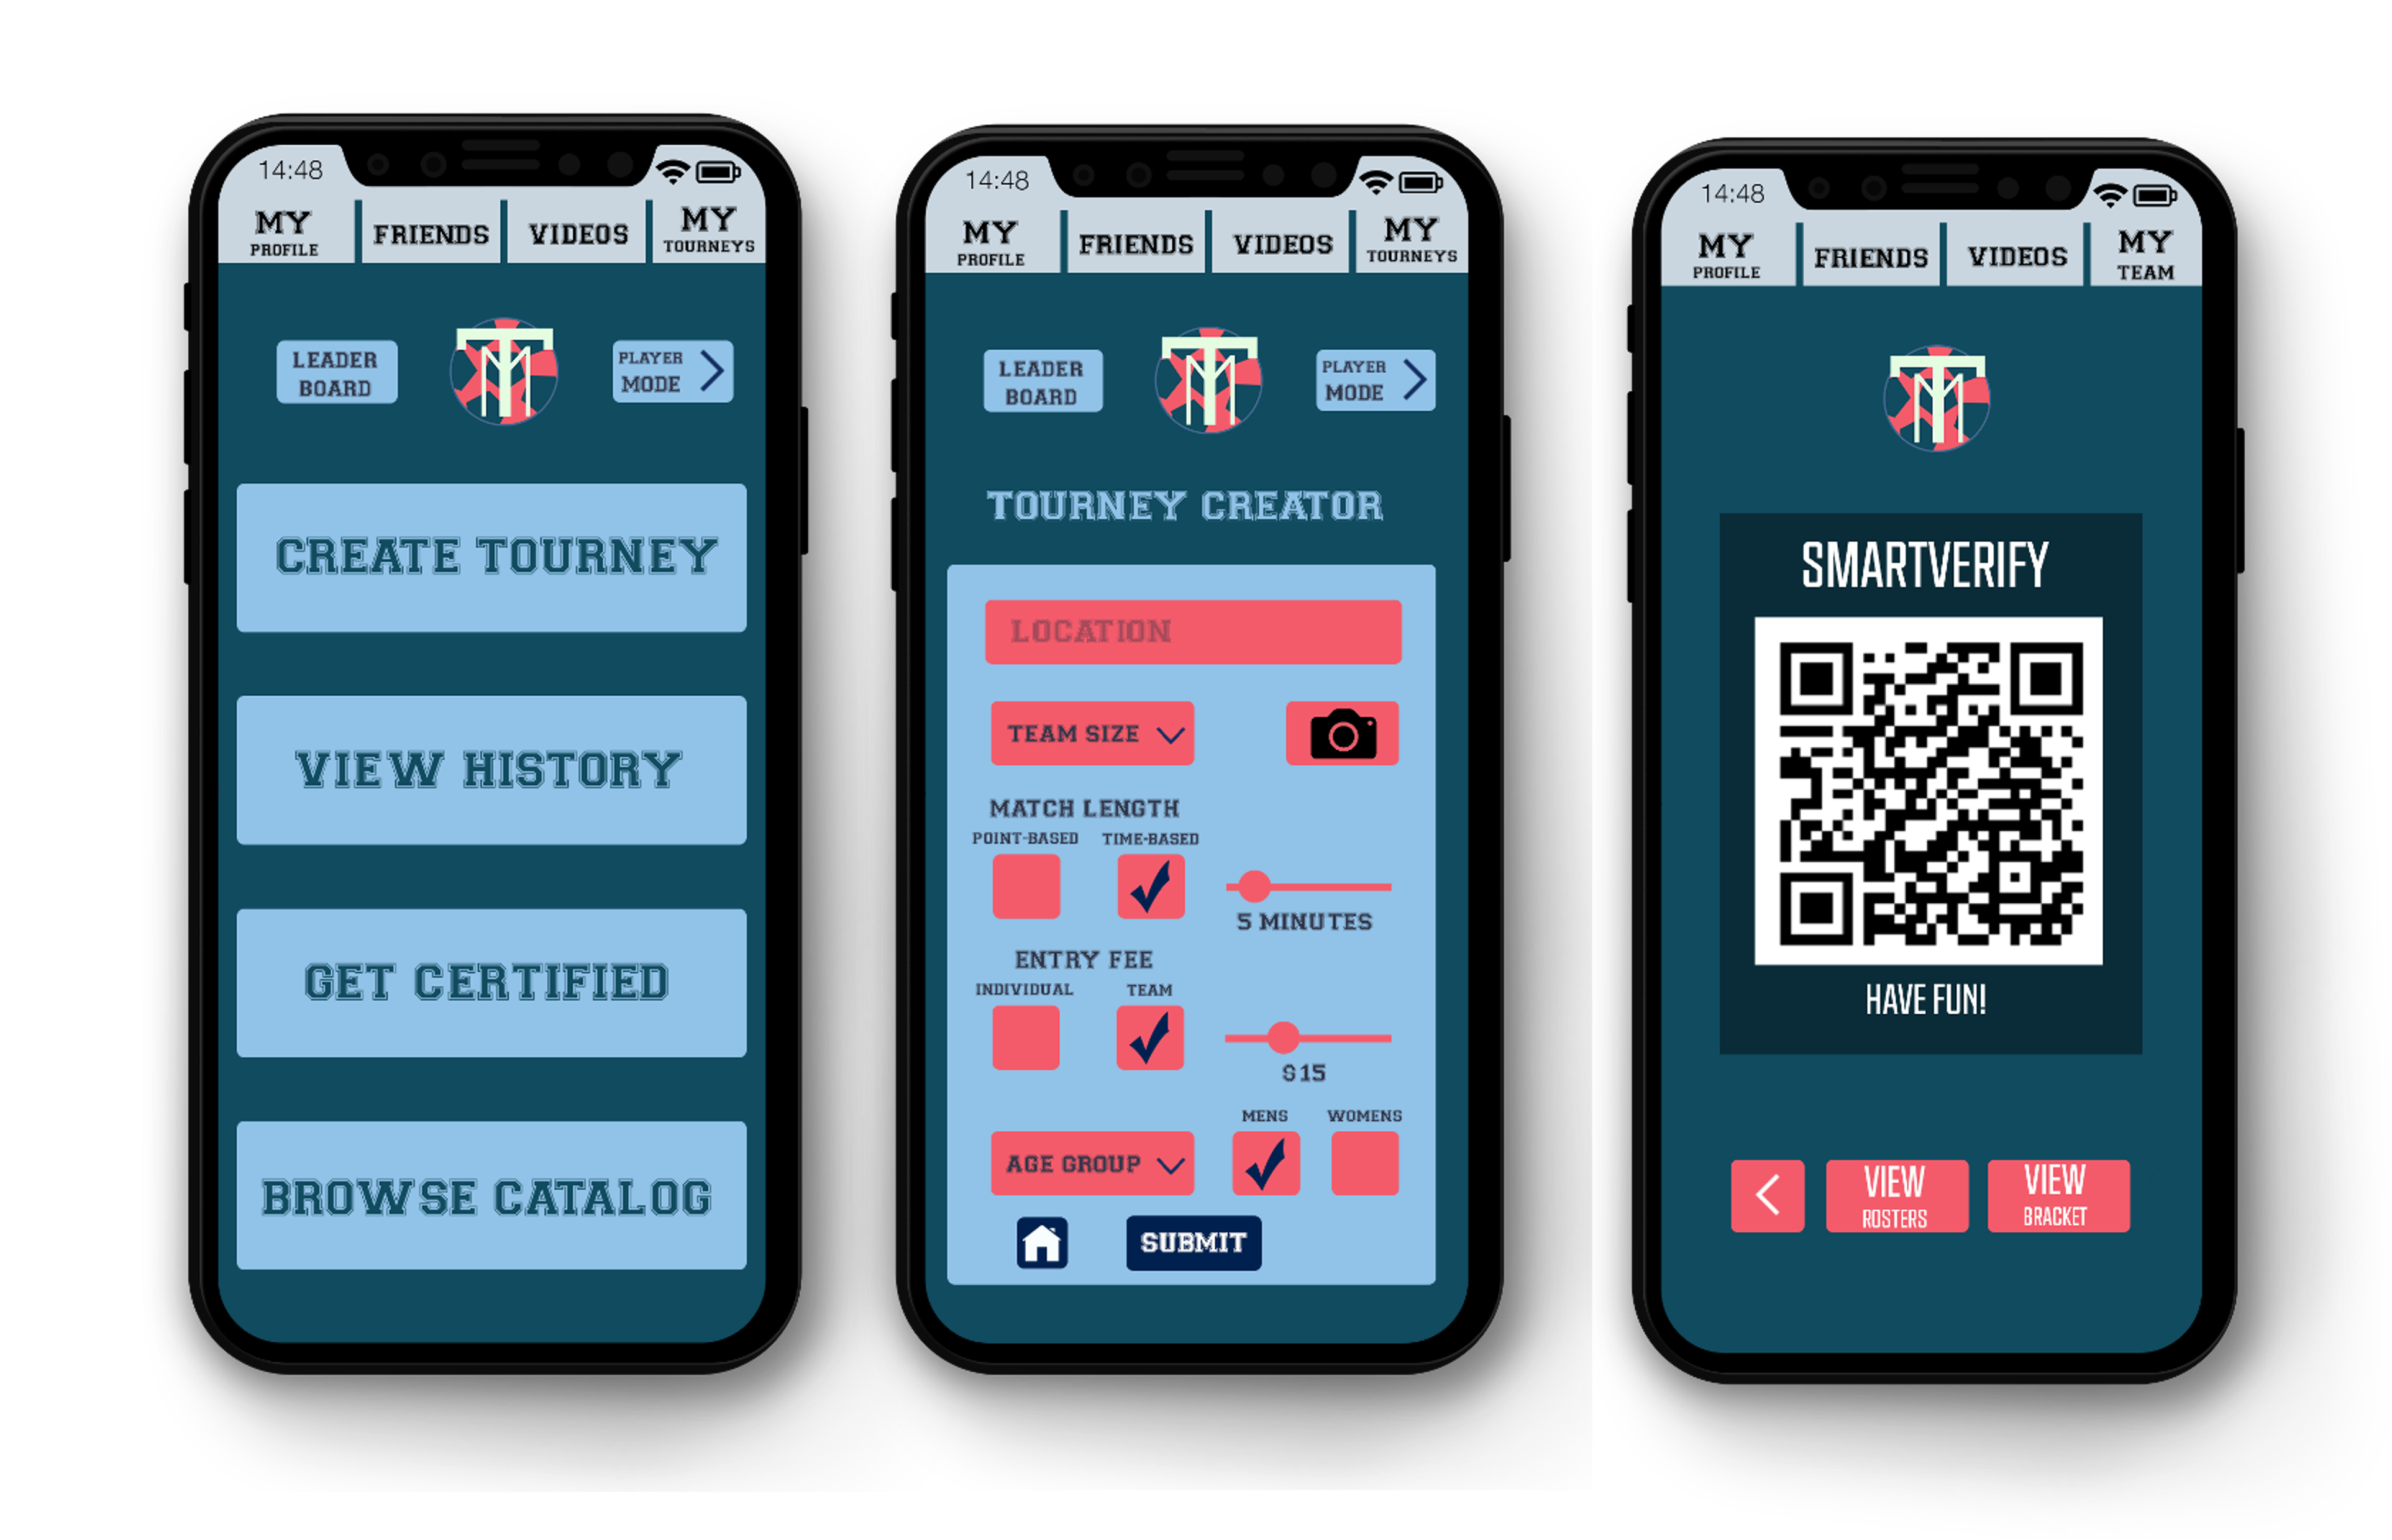 14:48
MY
PROFILE
FRIENDS
VIDEOS
MY
TOURNEYS
LEADER
BOARD
PLAYER
MODE
CREATE TOURNEY
VIEW HISTORY
GET CERTIFIED
BROWSE CATALOG
14:48
MY
PROFILE
FRIENDS
VIDEOS
MY
TOURNEYS
LEADER
BOARD
PLAYER
MODE
TOURNEY CREATOR
LOCATION
TEAM SIZE
MATCH LENGTH
POINT-BASED TIME-BASED
5 MINUTES
ENTRY FEE
INDIVIDUAL TEAM
$15
MENS WOMENS
AGE GROUP
SUBMIT
14:48
MY
PROFILE
FRIENDS
VIDEOS
MY
TEAM
SMARTVERIFY
HAVE FUN!
VIEW
ROSTERS
VIEW
BRACKET